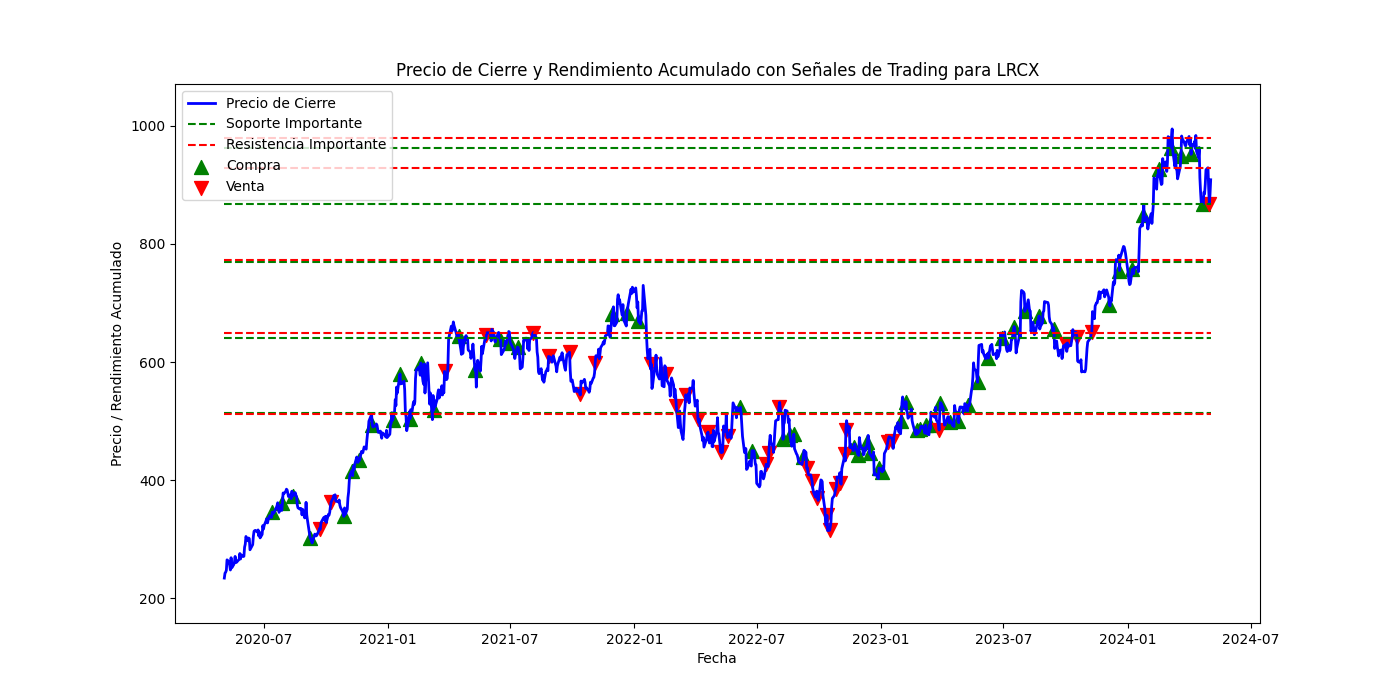 Precio de Cierre y Rendimiento Acumulado con Señales de Trading para LRCX
Precio de Cierre
Soporte Importante
Resistencia Importante
Compra
Venta
Precio / Rendimiento Acumulado
1000
800
600
400
200
2020-07 2021-01 2021-07 2022-01 2022-07 2023-01 2023-07 2024-01 2024-07
Fecha